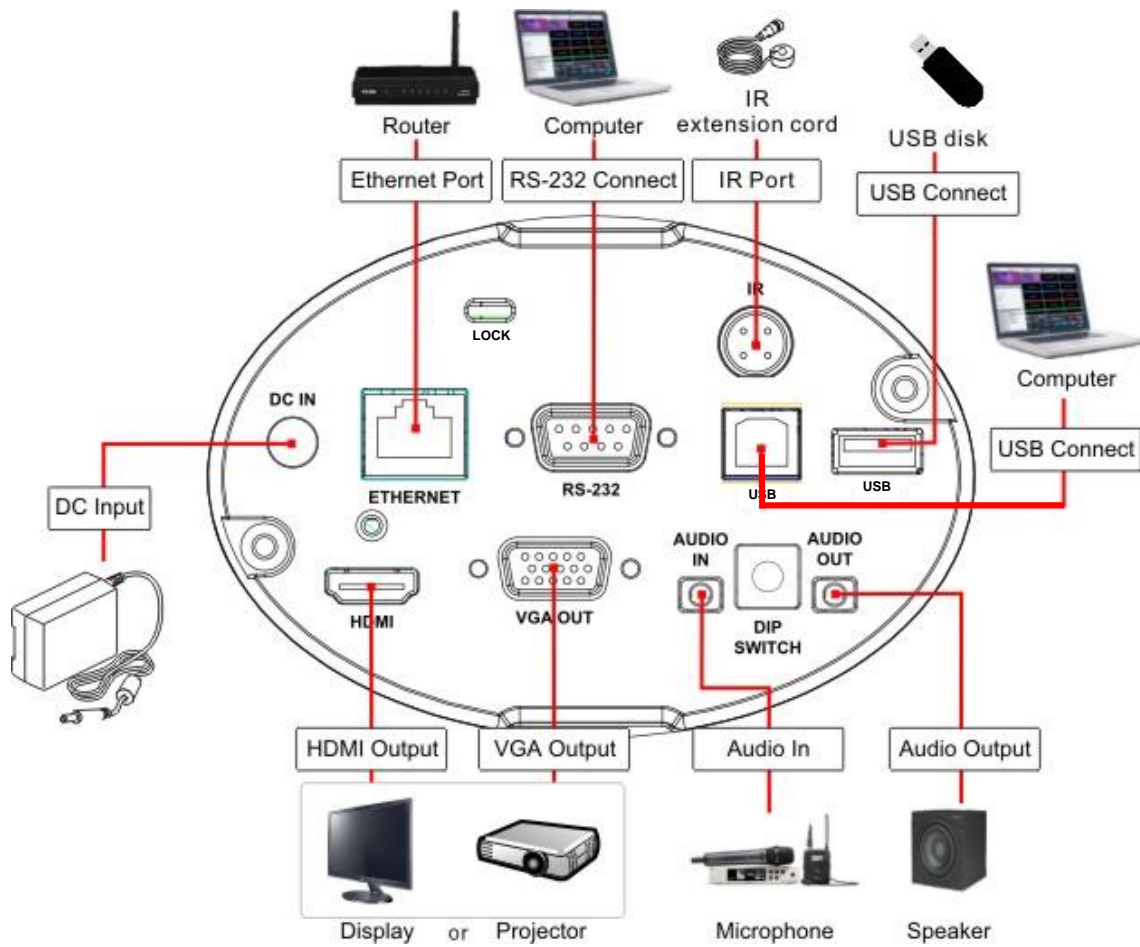 Router
Computer
IR
extension cord
USB disk
Ethernet Port
RS-232 Connect
IR Port
USB Connect
IR
LOCK
Computer
DC IN
USB Connect
ETHERNET
RS-232
USB
USB
DC Input
AUDIO
IN
AUDIO
OUT
HDMI
VGA OUT
DIP
SWITCH
HDMI Output
VGA Output
Audio In
Audio Output
Display
or
Projector
Microphone
Speaker